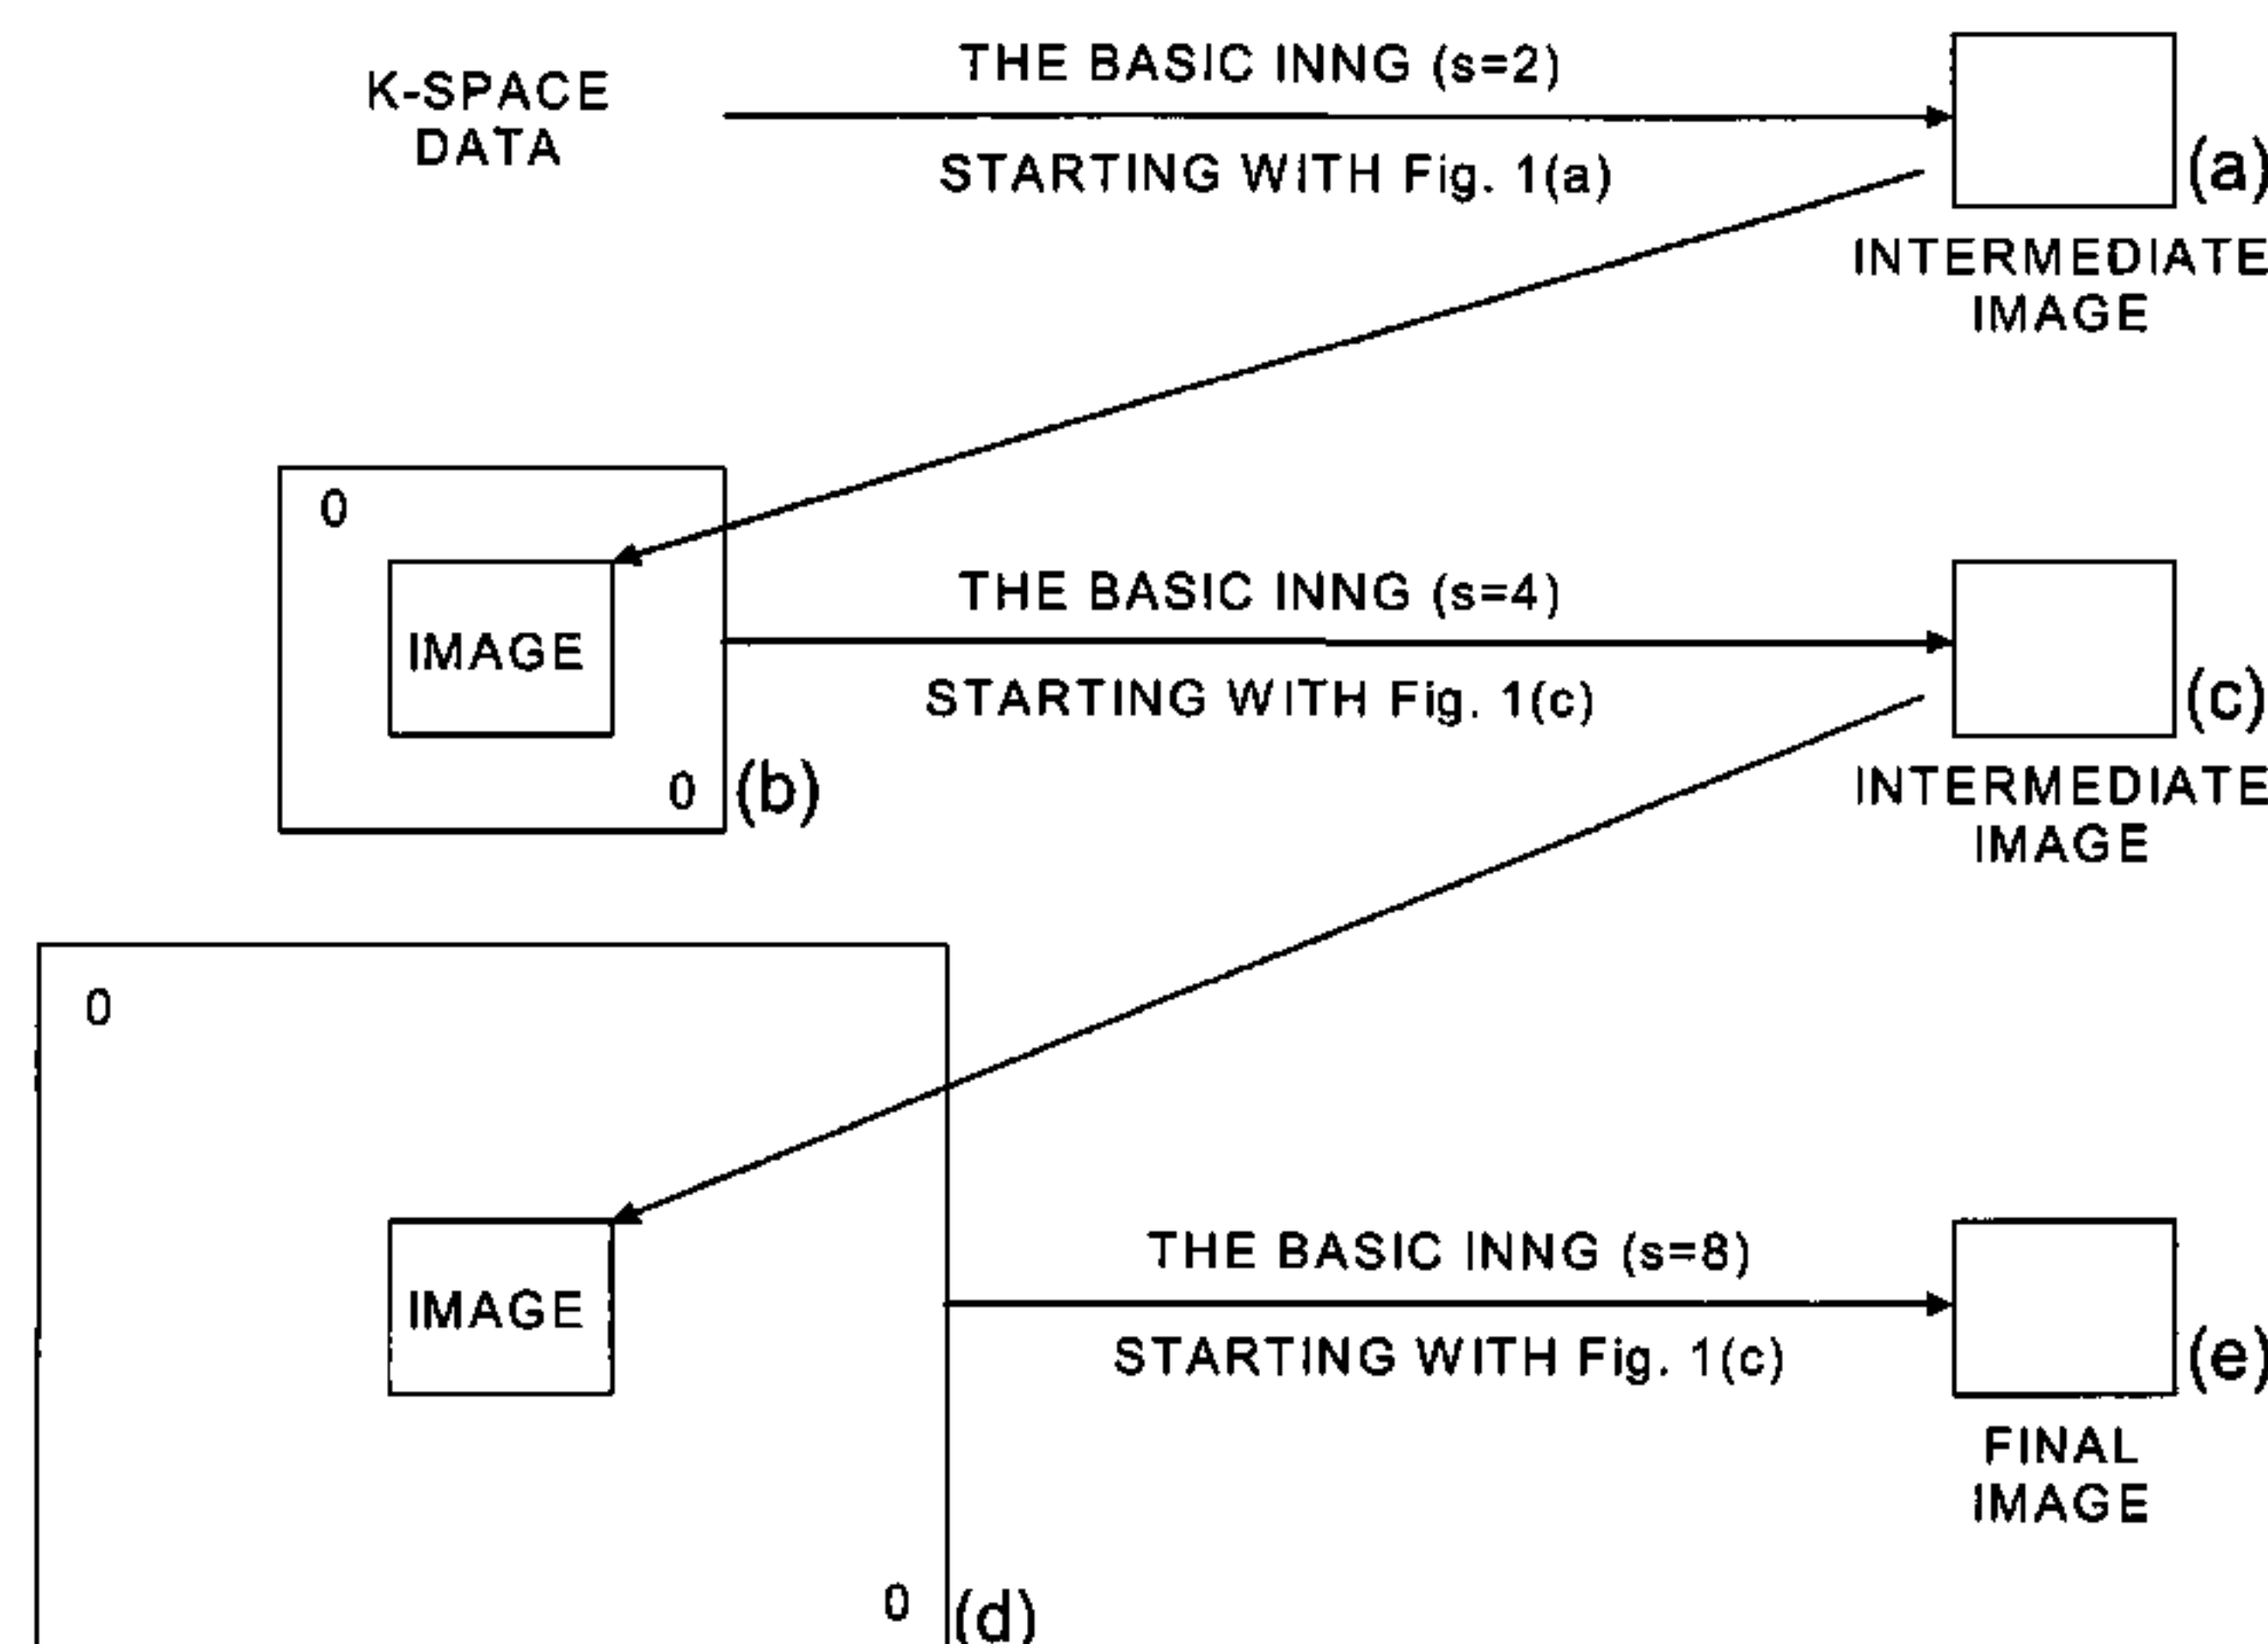 K-SPACE
DATA
THE BASIC INNG (s=2)
STARTING WITH Fig. 1(a)
(a)
INTERMEDIATE
IMAGE
0
IMAGE
0
(b)
THE BASIC INNG (s=4)
STARTING WITH Fig. 1(c)
(c)
INTERMEDIATE
IMAGE
0
IMAGE
0
(d)
THE BASIC INNG (s=8)
STARTING WITH Fig. 1(c)
(e)
FINAL
IMAGE